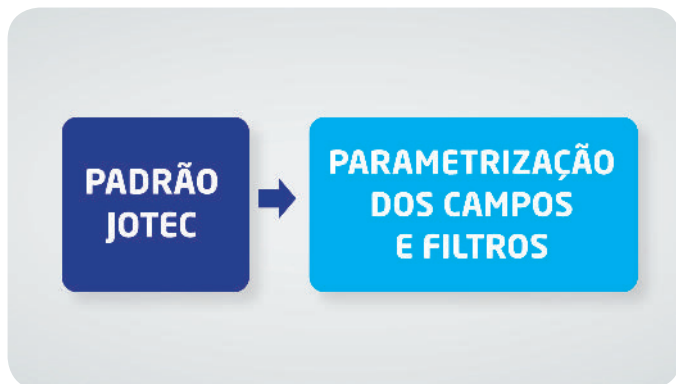 PADRÃO
JOTEC
PARAMETRIZAÇÃO
DOS CAMPOS
E FILTROS